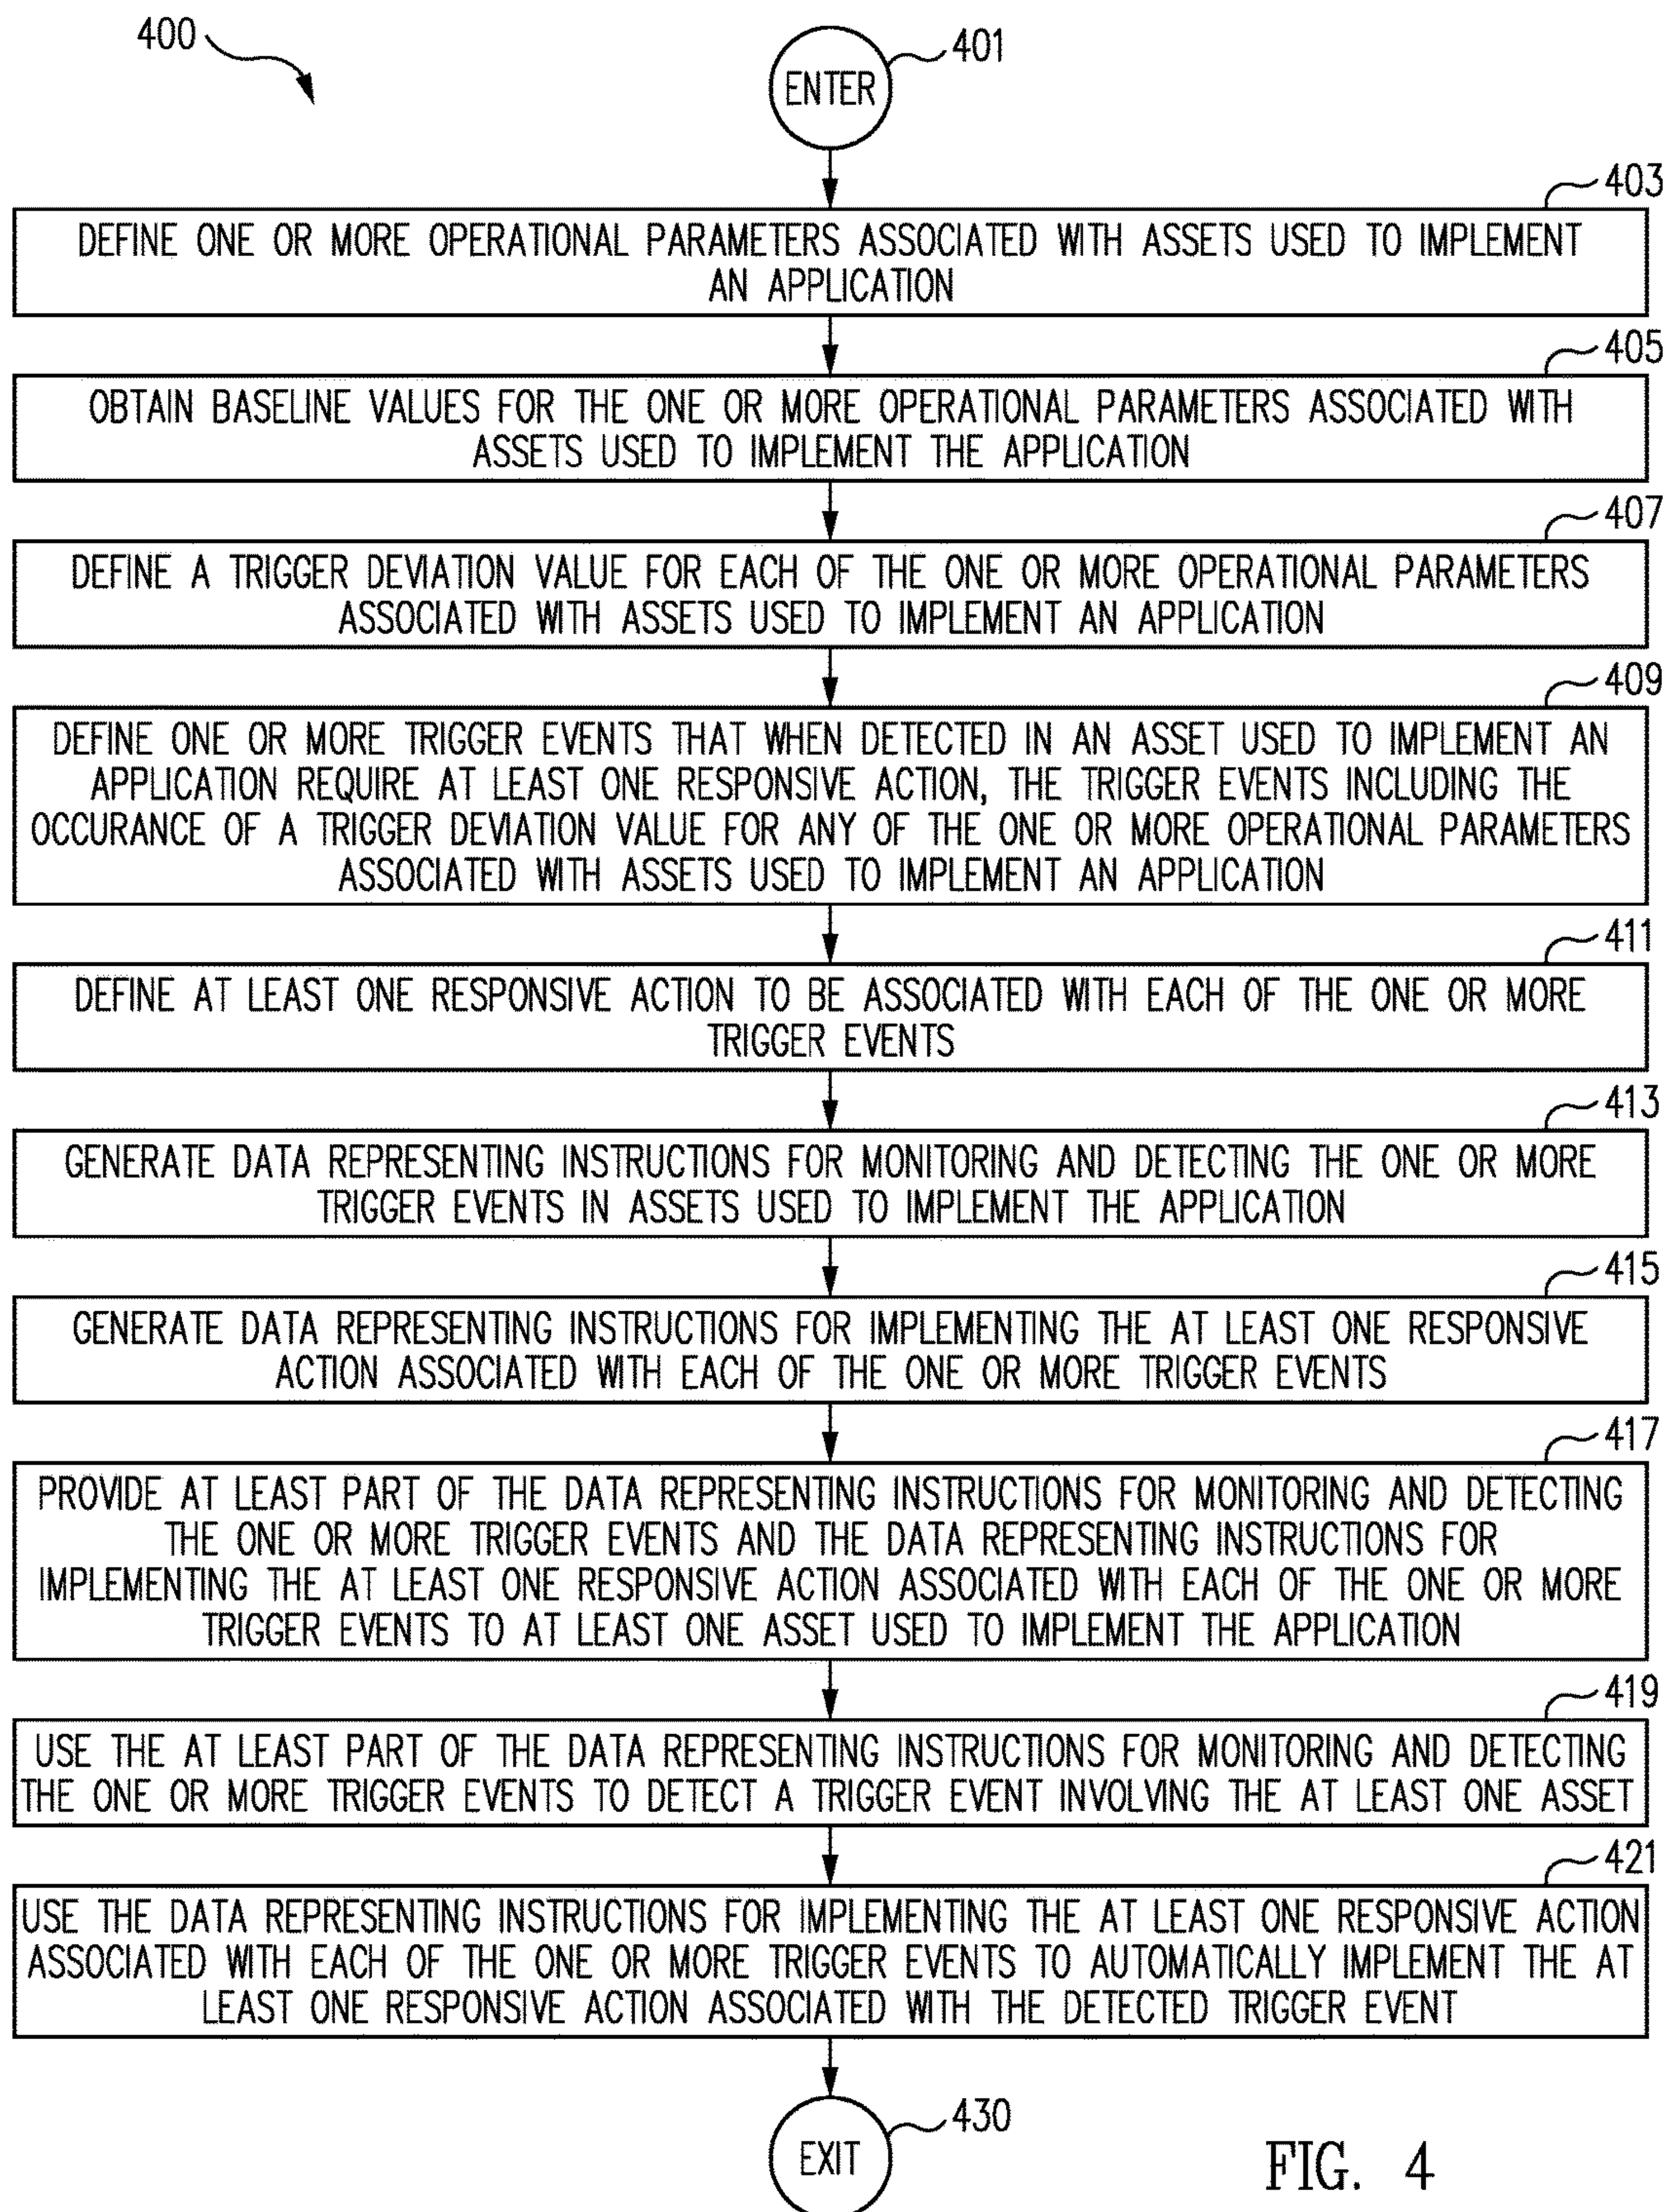 400
ENTER
401
403
DEFINE ONE OR MORE OPERATIONAL PARAMETERS ASSOCIATED WITH ASSETS USED TO IMPLEMENT
AN APPLICATION
405
OBTAIN BASELINE VALUES FOR THE ONE OR MORE OPERATIONAL PARAMETERS ASSOCIATED WITH
ASSETS USED TO IMPLEMENT THE APPLICATION
407
DEFINE A TRIGGER DEVIATION VALUE FOR EACH OF THE ONE OR MORE OPERATIONAL PARAMETERS
ASSOCIATED WITH ASSETS USED TO IMPLEMENT AN APPLICATION
409
DEFINE ONE OR MORE TRIGGER EVENTS THAT WHEN DETECTED IN AN ASSET USED TO IMPLEMENT AN
APPLICATION REQUIRE AT LEAST ONE RESPONSIVE ACTION, THE TRIGGER EVENTS INCLUDING THE
OCCURANCE OF A TRIGGER DEVIATION VALUE FOR ANY OF THE ONE OR MORE OPERATIONAL PARAMETERS
ASSOCIATED WITH ASSETS USED TO IMPLEMENT AN APPLICATION
411
DEFINE AT LEAST ONE RESPONSIVE ACTION TO BE ASSOCIATED WITH EACH OF THE ONE OR MORE
TRIGGER EVENTS
413
GENERATE DATA REPRESENTING INSTRUCTIONS FOR MONITORING AND DETECTING THE ONE OR MORE
TRIGGER EVENTS IN ASSETS USED TO IMPLEMENT THE APPLICATION
415
GENERATE DATA REPRESENTING INSTRUCTIONS FOR IMPLEMENTING THE AT LEAST ONE RESPONSIVE
ACTION ASSOCIATED WITH EACH OF THE ONE OR MORE TRIGGER EVENTS
417
PROVIDE AT LEAST PART OF THE DATA REPRESENTING INSTRUCTIONS FOR MONITORING AND DETECTING
THE ONE OR MORE TRIGGER EVENTS AND THE DATA REPRESENTING INSTRUCTIONS FOR
IMPLEMENTING THE AT LEAST ONE RESPONSIVE ACTION ASSOCIATED WITH EACH OF THE ONE OR MORE
TRIGGER EVENTS TO AT LEAST ONE ASSET USED TO IMPLEMENT THE APPLICATION
419
USE THE AT LEAST PART OF THE DATA REPRESENTING INSTRUCTIONS FOR MONITORING AND DETECTING
THE ONE OR MORE TRIGGER EVENTS TO DETECT A TRIGGER EVENT INVOLVING THE AT LEAST ONE ASSET
421
USE THE DATA REPRESENTING INSTRUCTIONS FOR IMPLEMENTING THE AT LEAST ONE RESPONSIVE ACTION
ASSOCIATED WITH EACH OF THE ONE OR MORE TRIGGER EVENTS TO AUTOMATICALLY IMPLEMENT THE AT
LEAST ONE RESPONSIVE ACTION ASSOCIATED WITH THE DETECTED TRIGGER EVENT
430
EXIT
FIG. 4